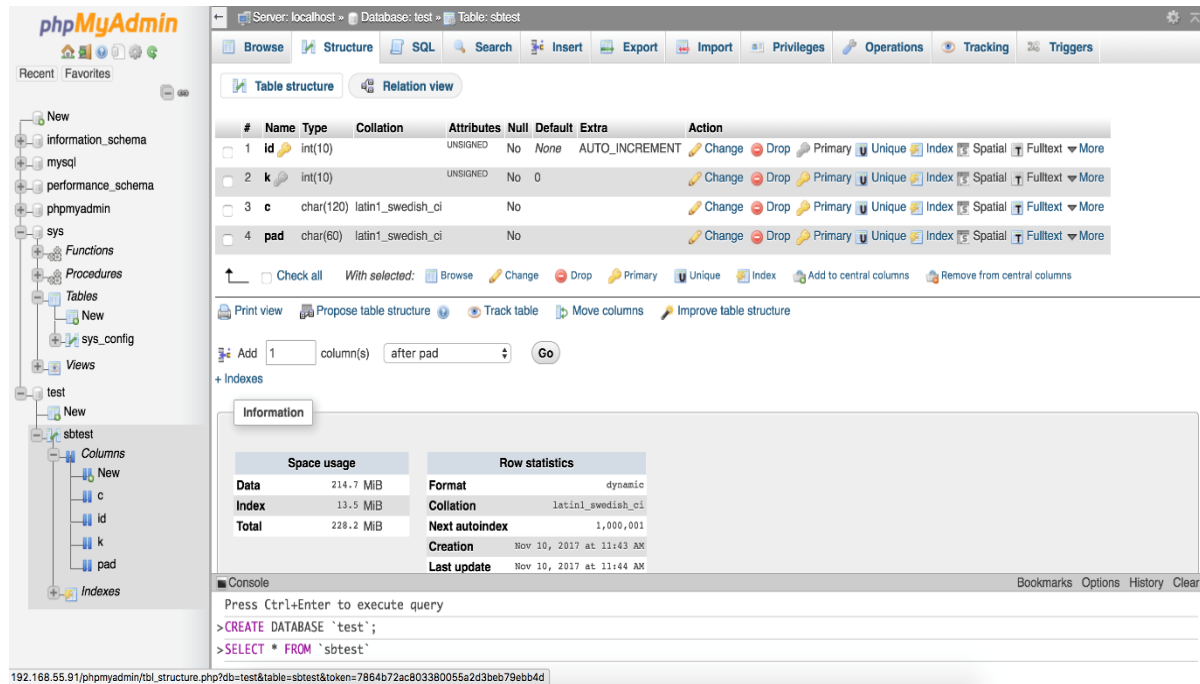 phpMyAdmin
Recent Favorites
New
information_schema
mysql
performance_schema
phpmyadmin
sys
Functions
Procedures
Tables
New
sys_config
Views
test
New
sbtest
Columns
New
c
id
k
pad
Indexes
Server: localhost » Database: test » Table: sbtest
Browse Structure SQL Search Insert Export Import Privileges Operations Tracking Triggers
Table structure Relation view
# Name Type Collation Attributes Null Default Extra Action
1 id int(10) UNSIGNED No None AUTO_INCREMENT Change Drop Primary Unique Index Spatial Fulltext More
2 k int(10) UNSIGNED No 0 Change Drop Primary Unique Index Spatial Fulltext More
3 c char(120) latin1_swedish_ci No Change Drop Primary Unique Index Spatial Fulltext More
4 pad char(60) latin1_swedish_ci No Change Drop Primary Unique Index Spatial Fulltext More
Check all With selected: Browse Change Drop Primary Unique Index Add to central columns Remove from central columns
Print view Propose table structure Track table Move columns Improve table structure
Add 1 column(s) after pad Go
+ Indexes
Information
Space usage
Data 214.7 MiB
Index 13.5 MiB
Total 228.2 MiB
Row statistics
Format dynamic
Collation latin1_swedish_ci
Next autoindex 1,000,001
Creation Nov 10, 2017 at 11:43 AM
Last update Nov 10, 2017 at 11:44 AM
Console Bookmarks Options History Clear
Press Ctrl+Enter to execute query
>CREATE DATABASE `test`;
>SELECT * FROM `sbtest`
192.168.55.91/phpmyadmin/tbl_structure.php?db=test&table=sbtest&token=7864b72ac803380055a2d3beb79ebb4d